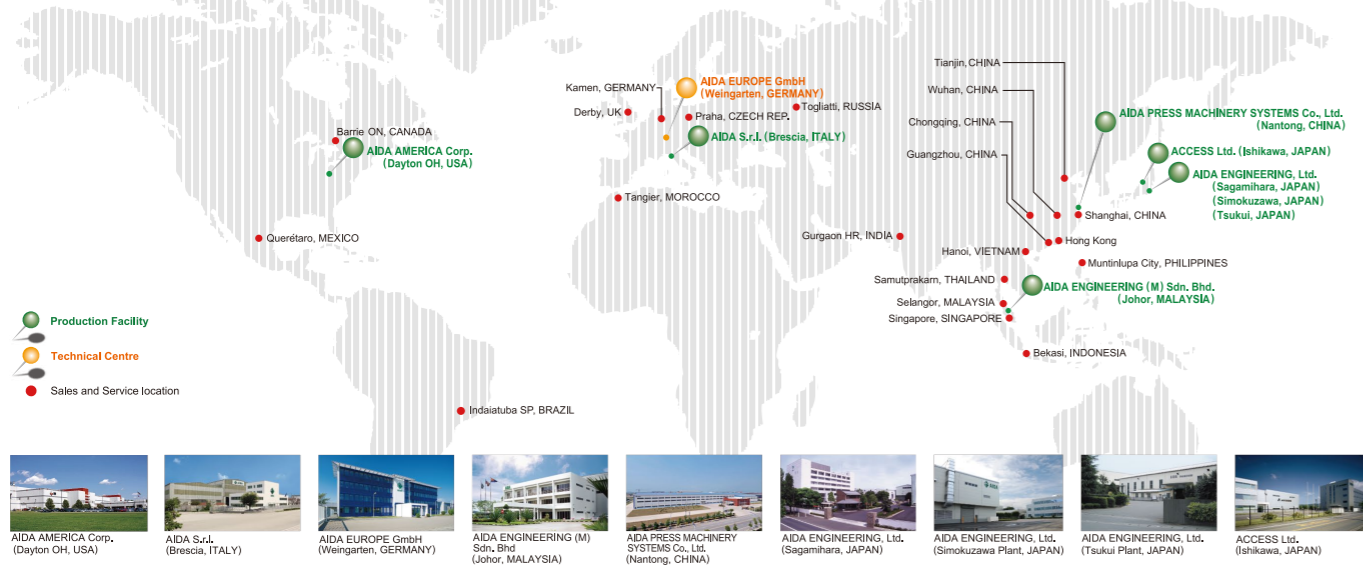 Tianjin, CHINA
AIDA EUROPE GmbH
(Weingarten, GERMANY)
Kamen, GERMANY
Wuhan, CHINA
Derby, UK
Togliatti, RUSSIA
Praha, CZECH REP.
AIDA PRESS MACHINERY SYSTEMS Co., Ltd.
(Nantong, CHINA)
Chongqing, CHINA
Barrie ON, CANADA
AIDA S.r.l. (Brescia, ITALY)
AIDA AMERICA Corp.
(Dayton OH, USA)
Guangzhou, CHINA
ACCESS Ltd. (Ishikawa, JAPAN)
AIDA ENGINEERING, Ltd.
(Sagamihara, JAPAN)
(Simokuzawa, JAPAN)
(Tsukui, JAPAN)
Tangier, MOROCCO
Shanghai, CHINA
Querétaro, MEXICO
Gurgaon HR, INDIA
Hong Kong
Hanoi, VIETNAM
Muntinlupa City, PHILIPPINES
Samutprakarn, THAILAND
AIDA ENGINEERING (M) Sdn. Bhd.
(Johor, MALAYSIA)
Selangor, MALAYSIA
Singapore, SINGAPORE
Production Facility
Technical Centre
Sales and Service location
Bekasi, INDONESIA
Indaiatuba SP, BRAZIL
AIDA AMERICA Corp.
(Dayton OH, USA)
AIDA S.r.l.
(Brescia, ITALY)
AIDA EUROPE GmbH
(Weingarten, GERMANY)
AIDA ENGINEERING (M)
Sdn. Bhd
(Johor, MALAYSIA)
AIDA PRESS MACHINERY
SYSTEMS Co., Ltd.
(Nantong, CHINA)
AIDA ENGINEERING, Ltd.
(Sagamihara, JAPAN)
AIDA ENGINEERING, Ltd.
(Simokuzawa Plant, JAPAN)
AIDA ENGINEERING, Ltd.
(Tsukui Plant, JAPAN)
ACCESS Ltd.
(Ishikawa, JAPAN)